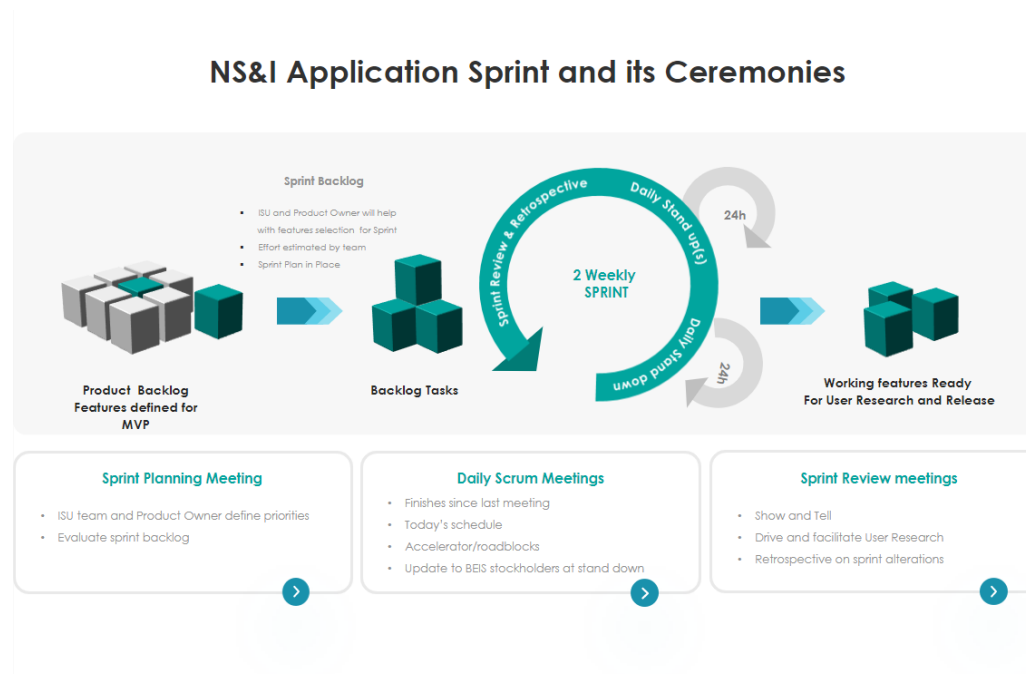 NS&I Application Sprint and its Ceremonies
Sprint Backlog
▪ ISU and Product Owner will help
with features selection for Sprint
▪ Effort estimated by team
▪ Sprint Plan in Place
Product Backlog
Features defined for
MVP
Backlog Tasks
Sprint Review & Retrospective
Daily Stand up(s)
Daily Stand down
2 Weekly
SPRINT
24h
24h
Working features Ready
For User Research and Release
Sprint Planning Meeting
• ISU team and Product Owner define priorities
• Evaluate sprint backlog
Daily Scrum Meetings
• Finishes since last meeting
• Today's schedule
• Accelerator/roadblocks
• Update to BEIS stockholders at stand down
Sprint Review meetings
• Show and Tell
• Drive and facilitate User Research
• Retrospective on sprint alterations